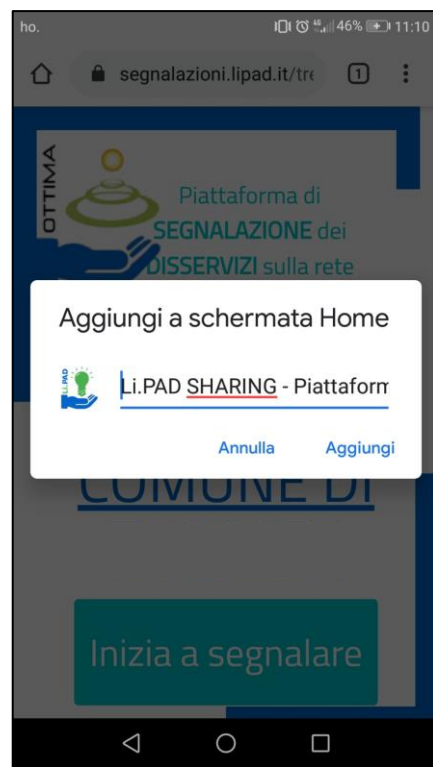 ho. 46% 11:10
segnalazioni.lipad.it/tre 1
OTTIMA
Piattaforma di
SEGNALAZIONE dei
DISSERVIZI sulla rete
Aggiungi a schermata Home
Li.PAD
Li.PAD SHARING - Piattaform
Annulla Aggiungi
COMUNE DI
Inizia a segnalare